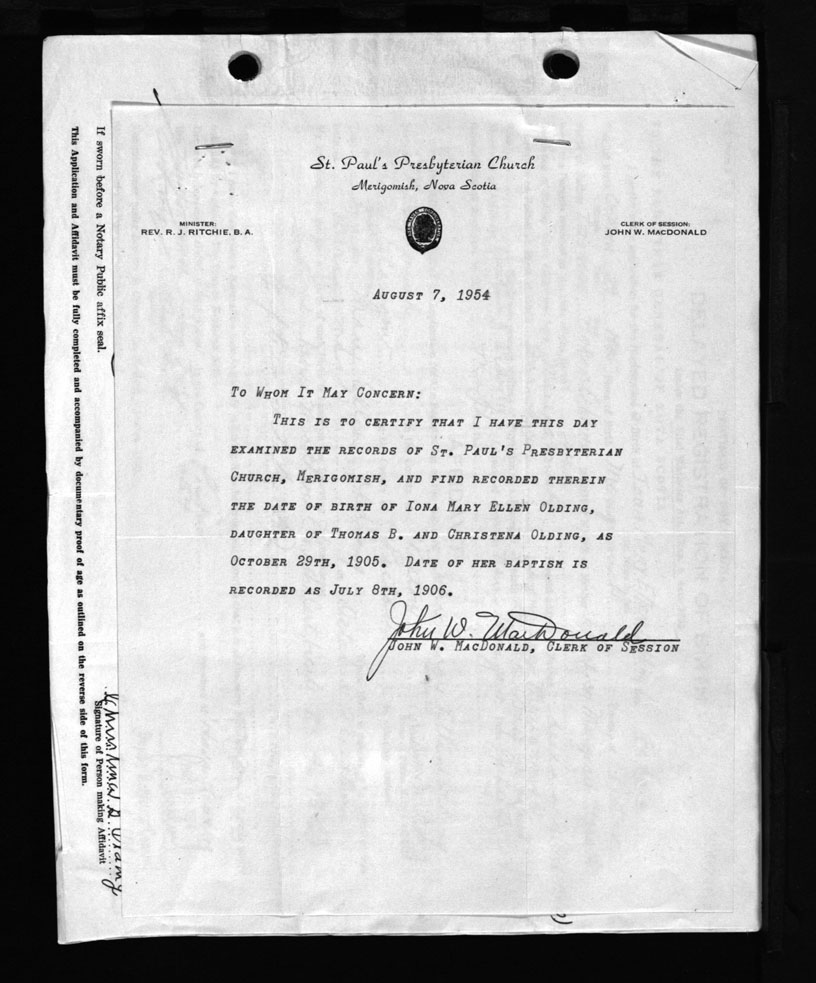 St. Paul's Presbyterian Church
Merigomish, Nova Scotia
MINISTER:
REV. R. J. RITCHIE, B. A.
CLERK OF SESSION:
JOHN W. MACDONALD
AUGUST 7, 1954
TO WHOM IT MAY CONCERN:
THIS IS TO CERTIFY THAT I HAVE THIS DAY
EXAMINED THE RECORDS OF ST. PAUL'S PRESBYTERIAN
CHURCH, MERIGOMISH, AND FIND RECORDED THEREIN
THE DATE OF BIRTH OF IONA MARY ELLEN OLDING,
DAUGHTER OF THOMAS B. AND CHRISTENA OLDING, AS
OCTOBER 29TH, 1905. DATE OF HER BAPTISM IS
RECORDED AS JULY 8TH, 1906.
John W. MacDonald
JOHN W. MACDONALD, CLERK OF SESSION
If sworn before a Notary Public affix seal.
This Application and Affidavit must be fully completed and accompanied by documentary proof of age as outlined on the reverse side of this form.
Signature of Person making Affidavit